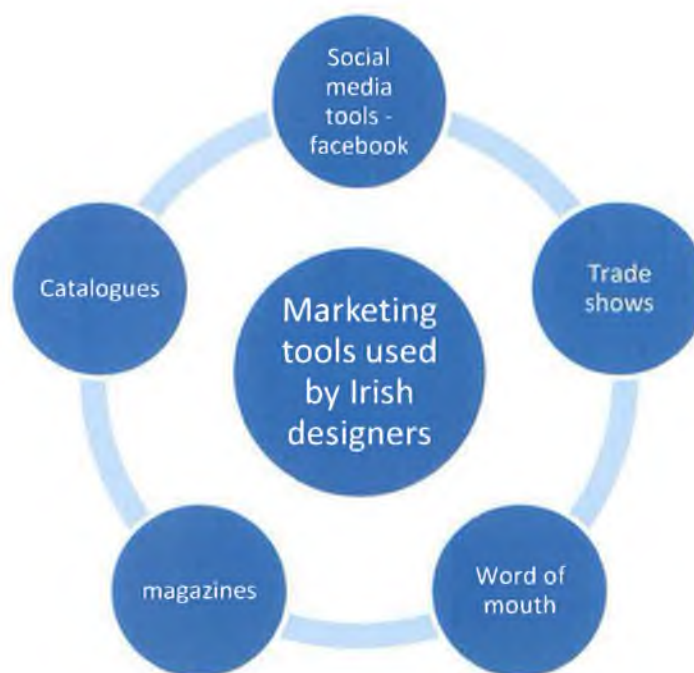 Social
media
tools -
facebook
Trade
shows
Word of
mouth
magazines
Catalogues
Marketing
tools used
by Irish
designers